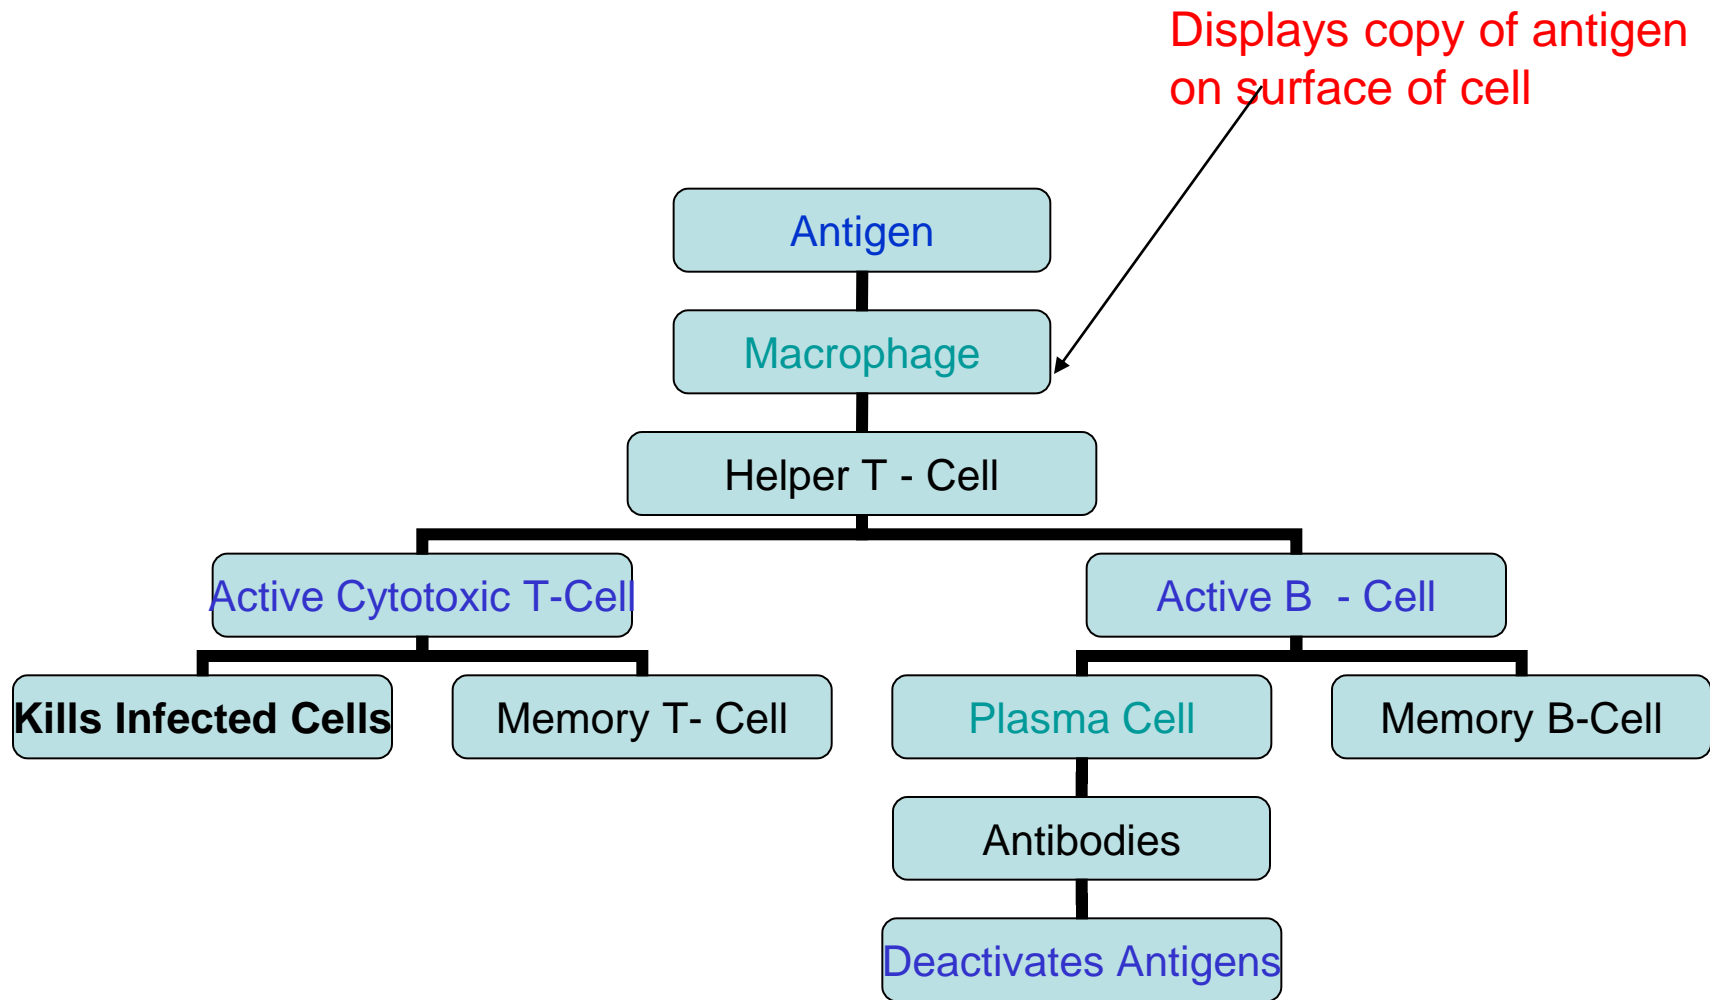 Displays copy of antigen
on surface of cell
Antigen
Macrophage
Helper T - Cell
Active Cytotoxic T-Cell
Active B - Cell
Kills Infected Cells
Memory T- Cell
Plasma Cell
Memory B-Cell
Antibodies
Deactivates Antigens